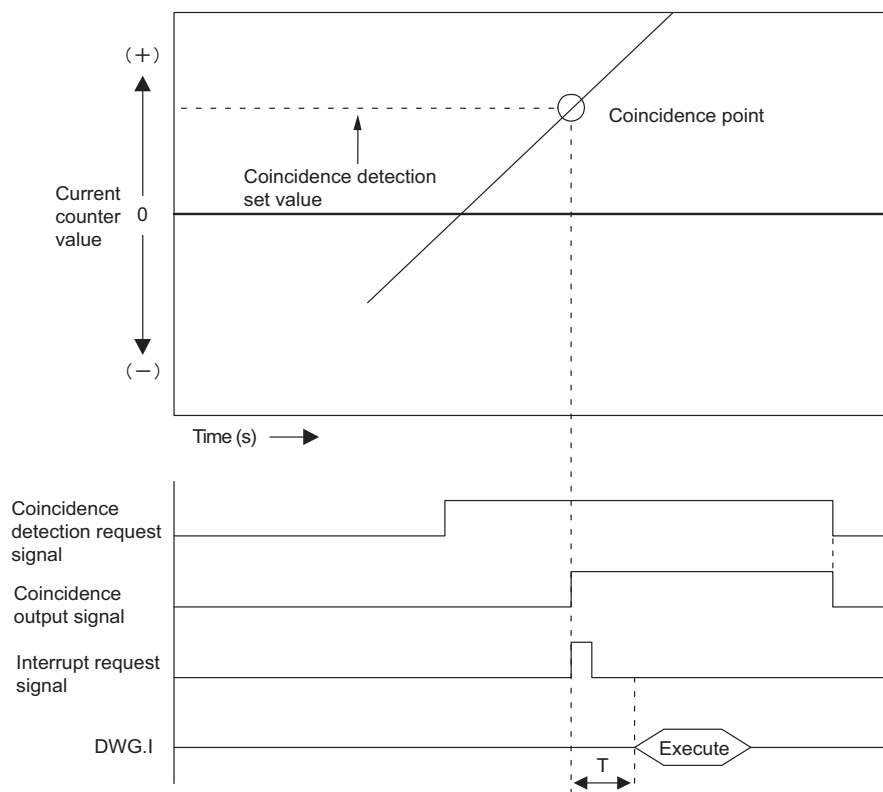 (+)
Coincidence point
Coincidence detection
set value
Current
counter
value
0
(−)
Time (s)
Coincidence
detection request
signal
Coincidence
output signal
Interrupt request
signal
DWG.I
Execute
T